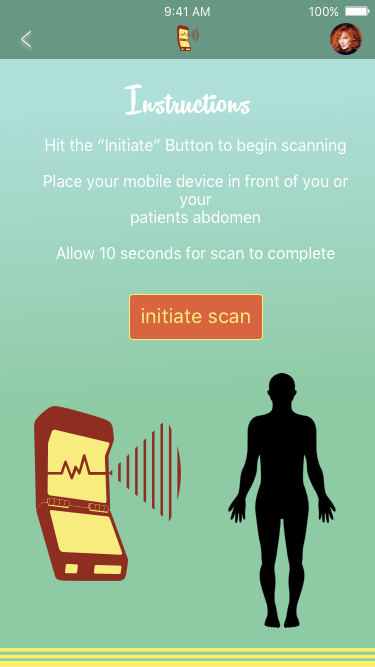 9:41 AM 100%
Instructions
Hit the “Initiate” Button to begin scanning
Place your mobile device in front of you or
your
patients abdomen
Allow 10 seconds for scan to complete
initiate scan